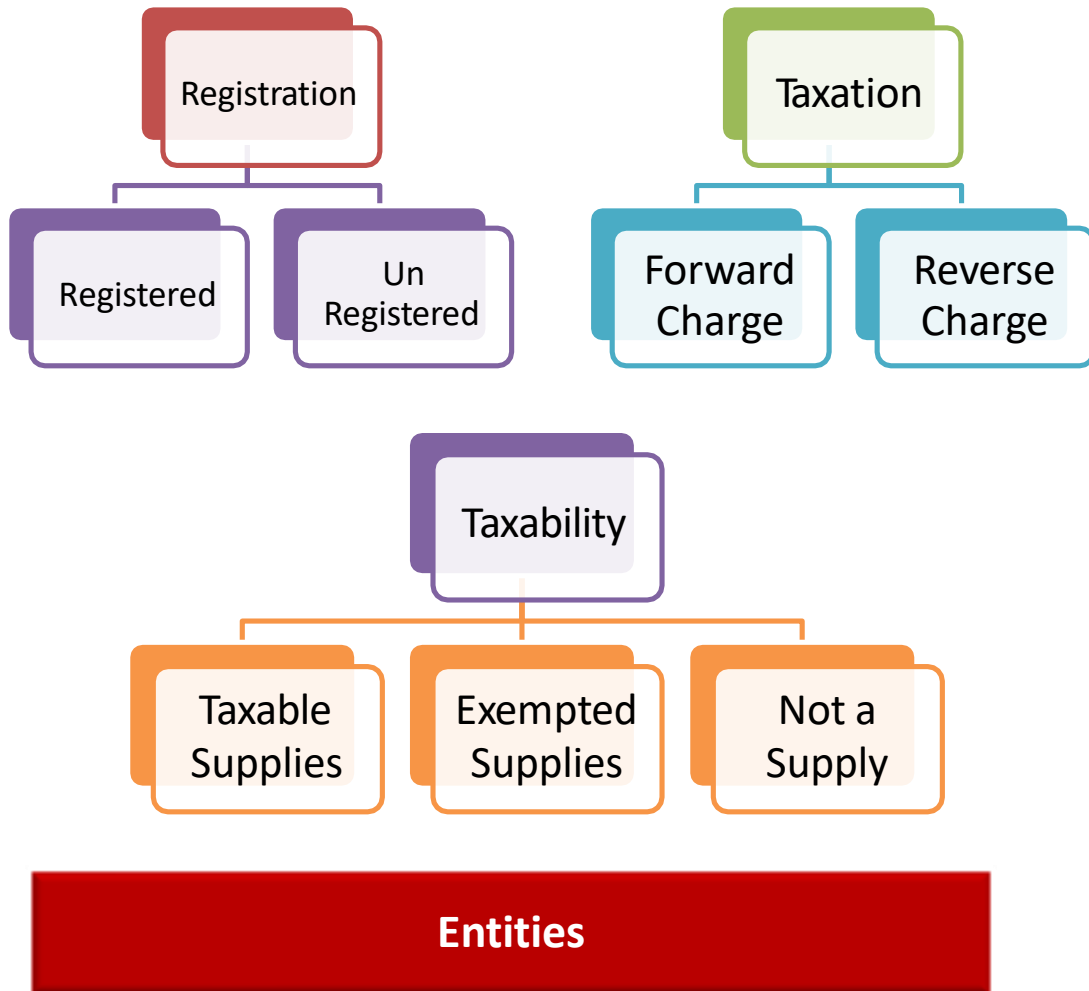 Registration
Taxation
Registered
Un
Registered
Forward
Charge
Reverse
Charge
Taxability
Taxable
Supplies
Exempted
Supplies
Not a
Supply
Entities